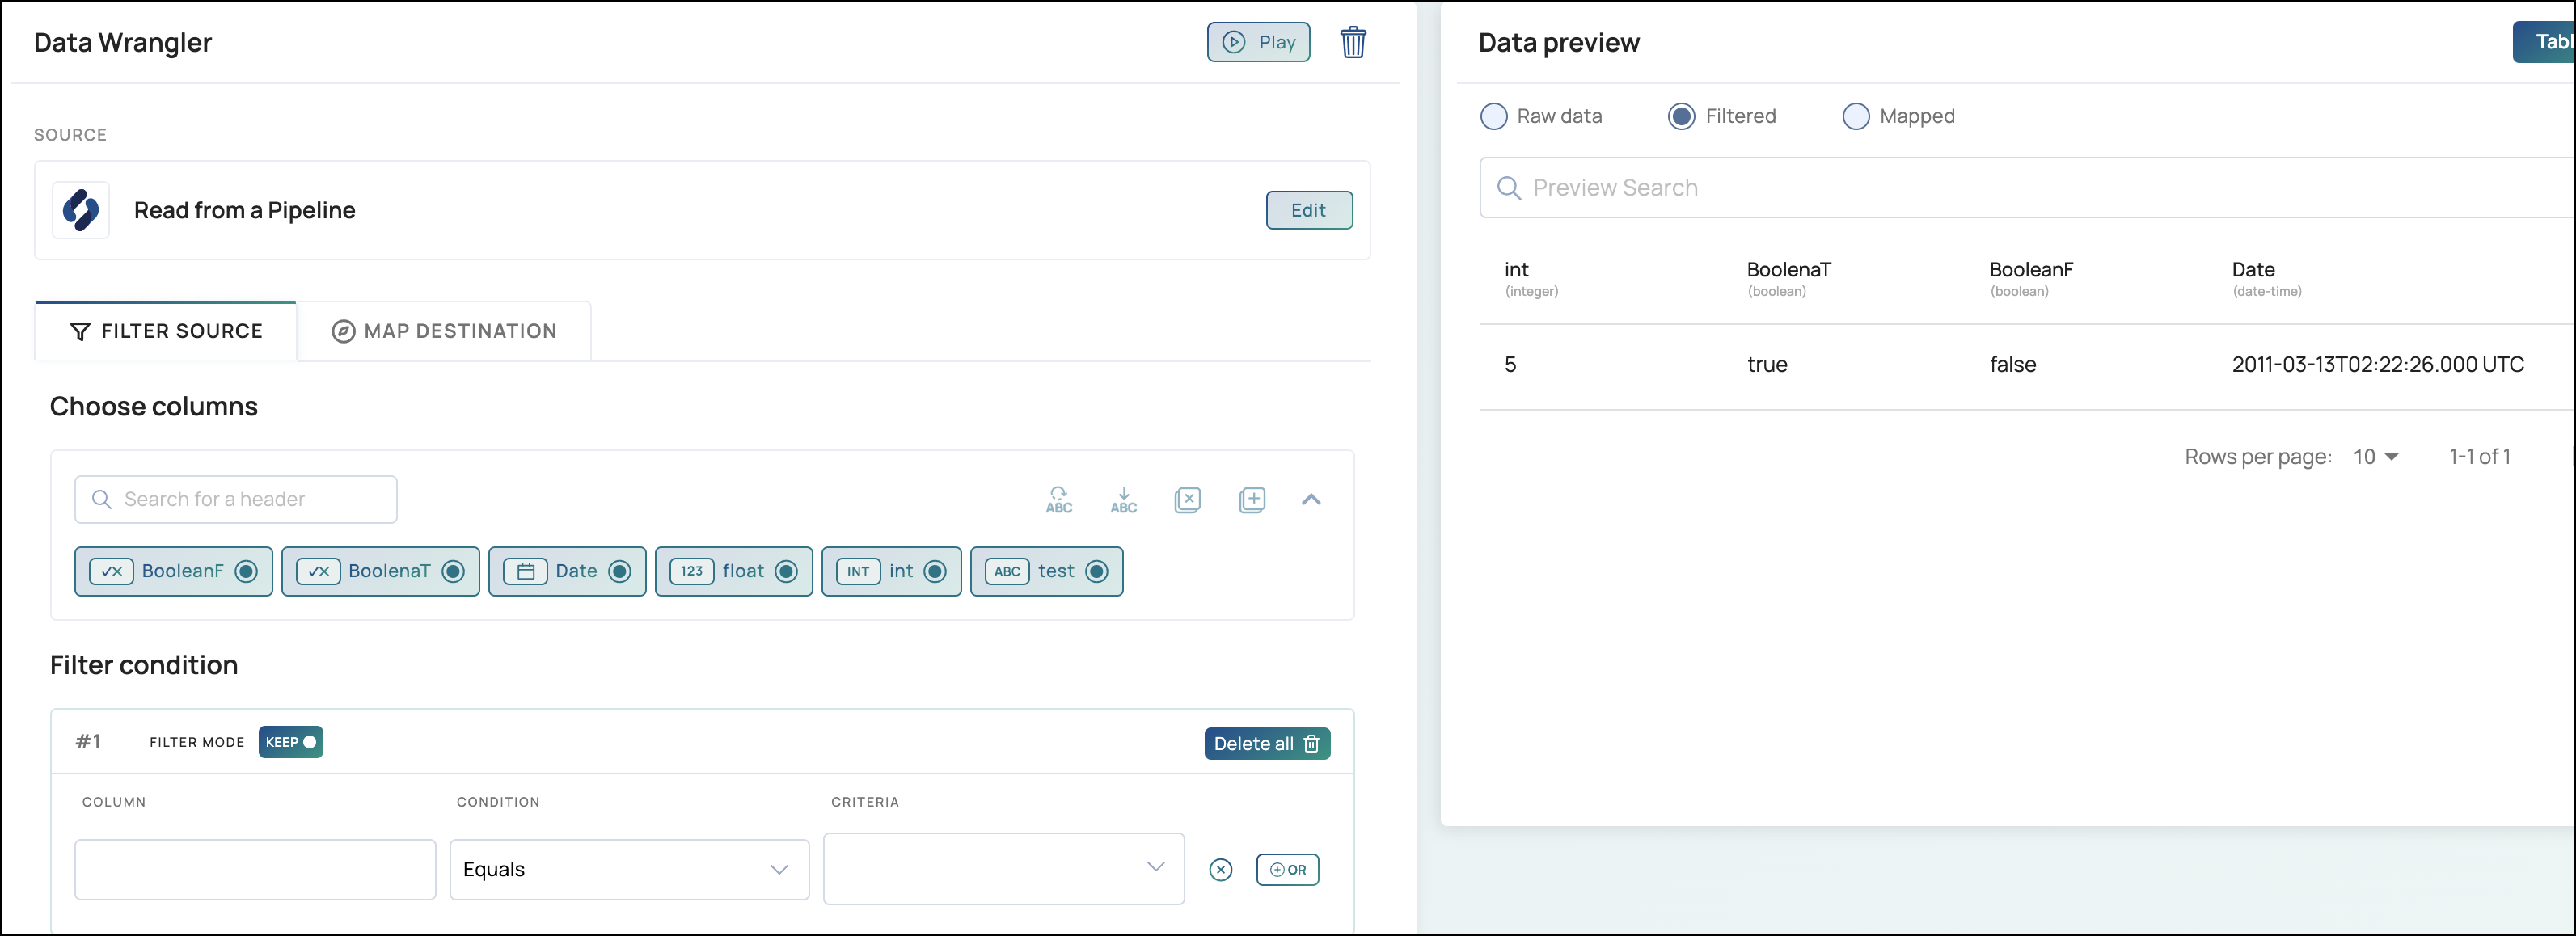 Data Wrangler
Play
SOURCE
Read from a Pipeline
Edit
FILTER SOURCE
MAP DESTINATION
Choose columns
Search for a header
ABC
ABC
BooleanF
BoolenaT
Date
123 float
INT int
ABC test
Filter condition
#1 FILTER MODE KEEP
Delete all
COLUMN CONDITION CRITERIA
Equals
OR
Data preview
Tabl
Raw data Filtered Mapped
Preview Search
int BoolenaT BooleanF Date
(integer) (boolean) (boolean) (date-time)
5 true false 2011-03-13T02:22:26.000 UTC
Rows per page: 10 1-1 of 1